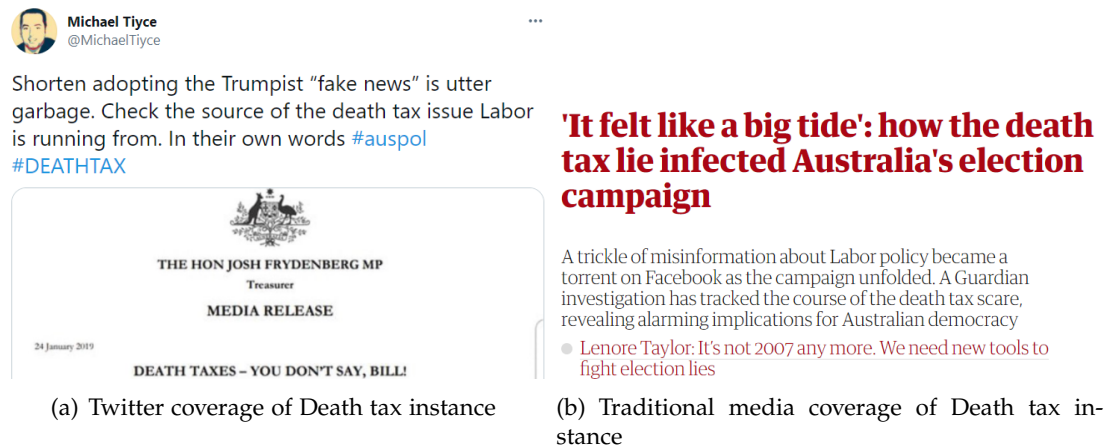 Michael Tiyce
@MichaelTiyce
...
Shorten adopting the Trumpist “fake news” is utter
garbage. Check the source of the death tax issue Labor
is running from. In their own words #auspol
#DEATHTAX
THE HON JOSH FRYDENBERG MP
Treasurer
MEDIA RELEASE
24 January 2019
DEATH TAXES – YOU DON'T SAY, BILL!
(a) Twitter coverage of Death tax instance
'It felt like a big tide': how the death
tax lie infected Australia's election
campaign
A trickle of misinformation about Labor policy became a
torrent on Facebook as the campaign unfolded. A Guardian
investigation has tracked the course of the death tax scare,
revealing alarming implications for Australian democracy
Lenore Taylor: It's not 2007 any more. We need new tools to
fight election lies
(b) Traditional media coverage of Death tax in-
stance